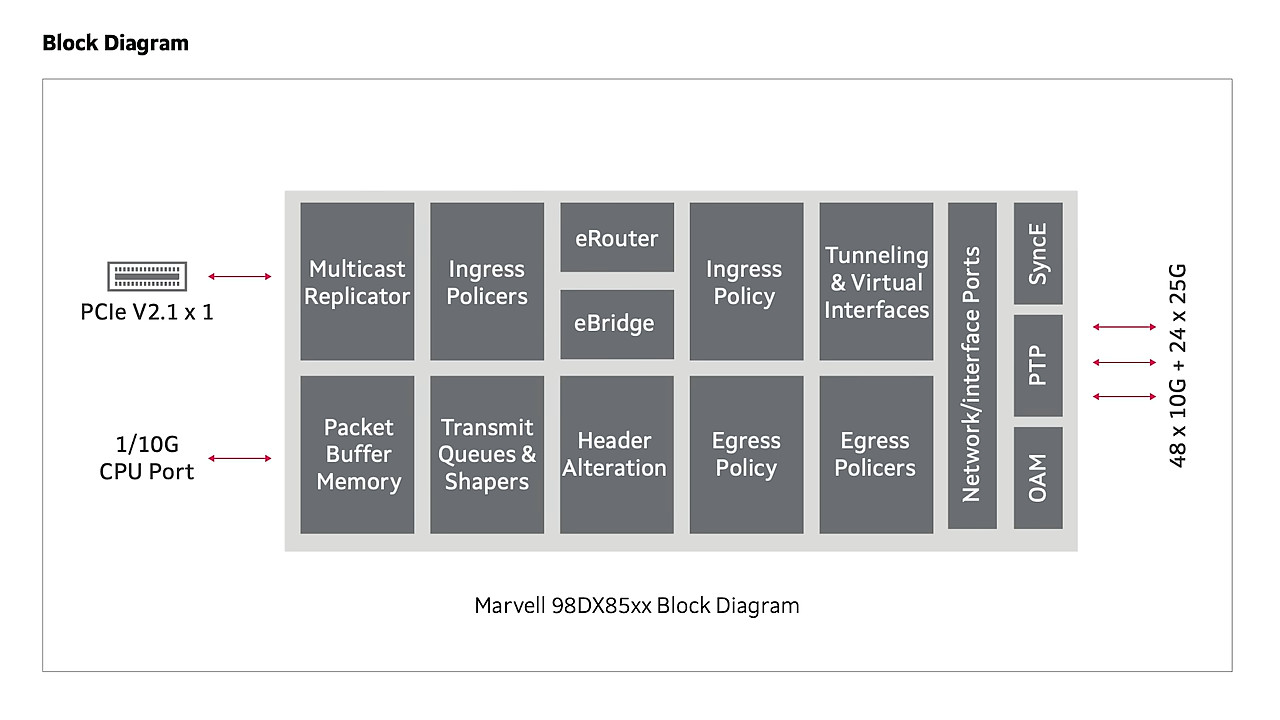 Block Diagram
PCIe V2.1 x 1
1/10G
CPU Port
Multicast
Replicator
Ingress
Policers
eRouter
eBridge
Ingress
Policy
Tunneling
& Virtual
Interfaces
Packet
Buffer
Memory
Transmit
Queues &
Shapers
Header
Alteration
Egress
Policy
Egress
Policers
Network/interface Ports
SyncE
PTP
OAM
48 x 10G + 24 x 25G
Marvell 98DX85xx Block Diagram